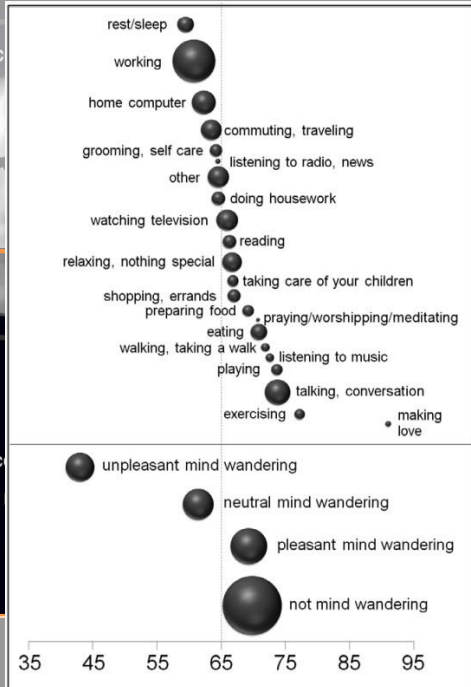 rest/sleep
working
home computer
commuting, traveling
grooming, self care
listening to radio, news
other
doing housework
watching television
reading
relaxing, nothing special
taking care of your children
shopping, errands
preparing food
praying/worshipping/meditating
eating
walking, taking a walk
listening to music
playing
talking, conversation
exercising
making
love
unpleasant mind wandering
neutral mind wandering
pleasant mind wandering
not mind wandering
35 45 55 65 75 85 95